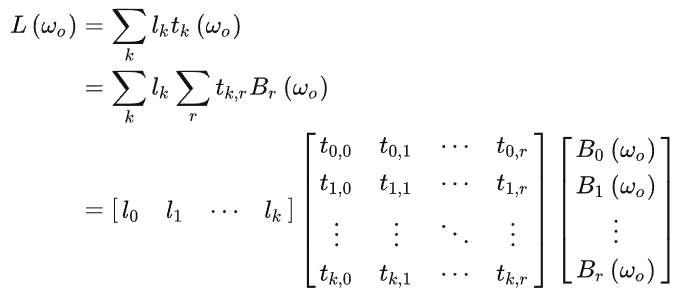 L (ω_o) = ∑_k l_k t_k (ω_o)
= ∑_k l_k ∑_r t_{k,r} B_r (ω_o)
= [ l_0 l_1 ⋯ l_k ] [ t_{0,0} t_{0,1} ⋯ t_{0,r} ; t_{1,0} t_{1,1} ⋯ t_{1,r} ; ⋮ ⋮ ⋱ ⋮ ; t_{k,0} t_{k,1} ⋯ t_{k,r} ] [ B_0 (ω_o) ; B_1 (ω_o) ; ⋮ ; B_r (ω_o) ]